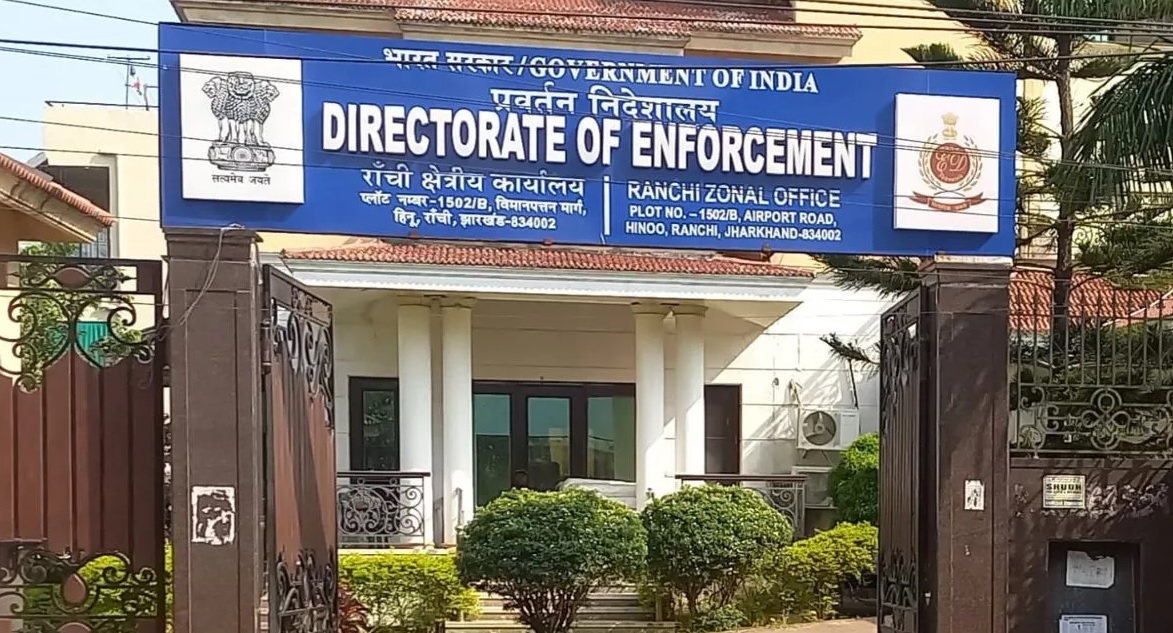 भारत सरकार/GOVERNMENT OF INDIA
प्रवर्तन निदेशालय
DIRECTORATE OF ENFORCEMENT
सत्यमेव जयते
राँची क्षेत्रीय कार्यालय
प्लॉट नम्बर-1502/B, विमानपत्तन मार्ग,
हिनू, राँची, झारखंड-834002
RANCHI ZONAL OFFICE
PLOT NO. – 1502/B, AIRPORT ROAD,
HINOO, RANCHI, JHARKHAND-834002
ED